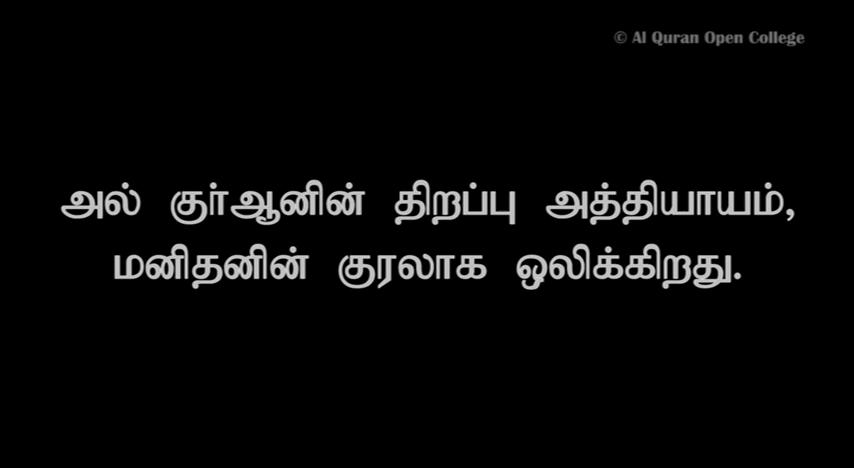 © Al Quran Open College
அல் குர்ஆனின் திறப்பு அத்தியாயம்,
மனிதனின் குரலாக ஒலிக்கிறது.